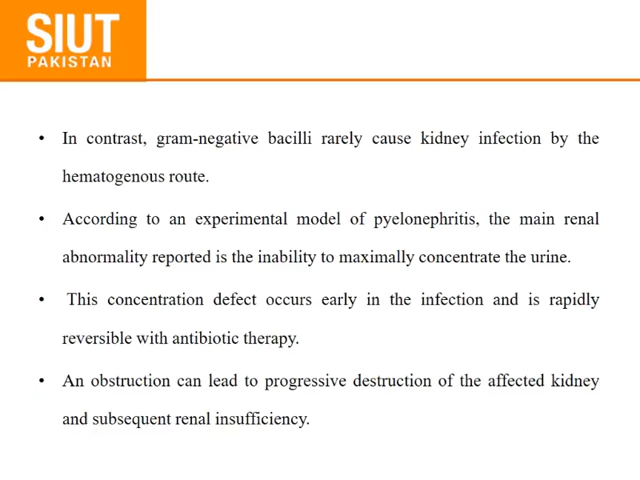 SIUT
PAKISTAN
• In contrast, gram-negative bacilli rarely cause kidney infection by the
hematogenous route.
• According to an experimental model of pyelonephritis, the main renal
abnormality reported is the inability to maximally concentrate the urine.
• This concentration defect occurs early in the infection and is rapidly
reversible with antibiotic therapy.
• An obstruction can lead to progressive destruction of the affected kidney
and subsequent renal insufficiency.